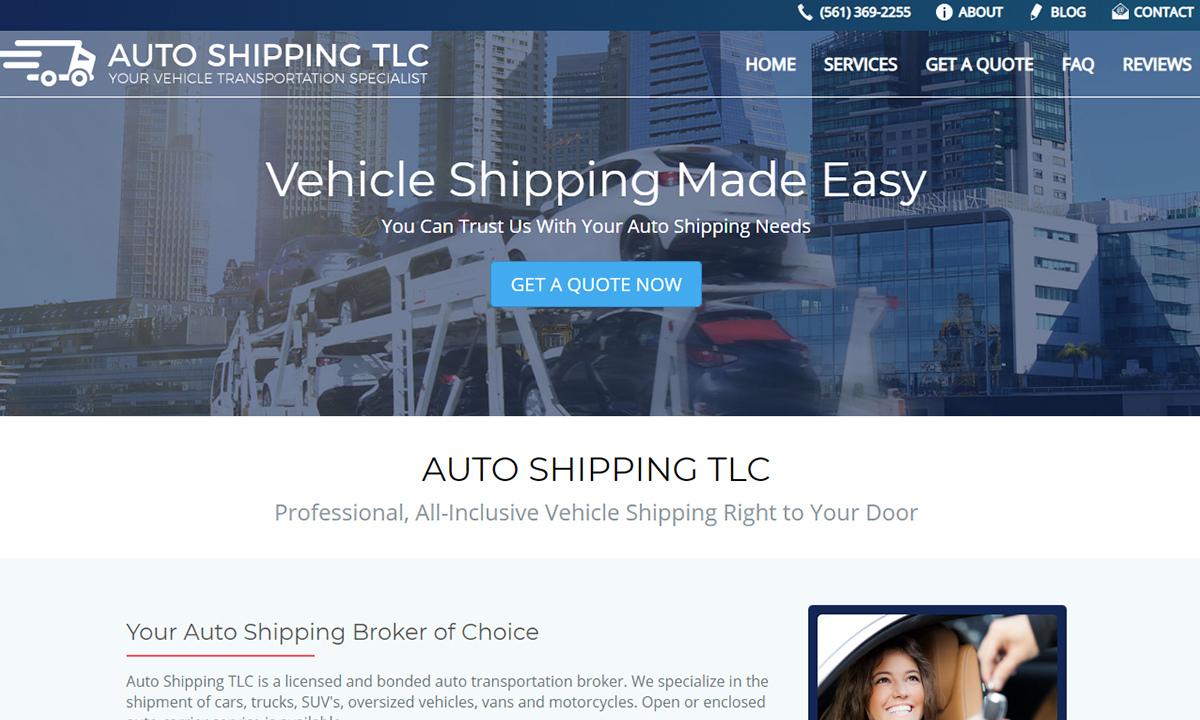 (561) 369-2255 ABOUT BLOG CONTACT
AUTO SHIPPING TLC
YOUR VEHICLE TRANSPORTATION SPECIALIST
HOME SERVICES GET A QUOTE FAQ REVIEWS
Vehicle Shipping Made Easy
You Can Trust Us With Your Auto Shipping Needs
GET A QUOTE NOW
AUTO SHIPPING TLC
Professional, All-Inclusive Vehicle Shipping Right to Your Door
Your Auto Shipping Broker of Choice
Auto Shipping TLC is a licensed and bonded auto transportation broker. We specialize in the
shipment of cars, trucks, SUV's, oversized vehicles, vans and motorcycles. Open or enclosed